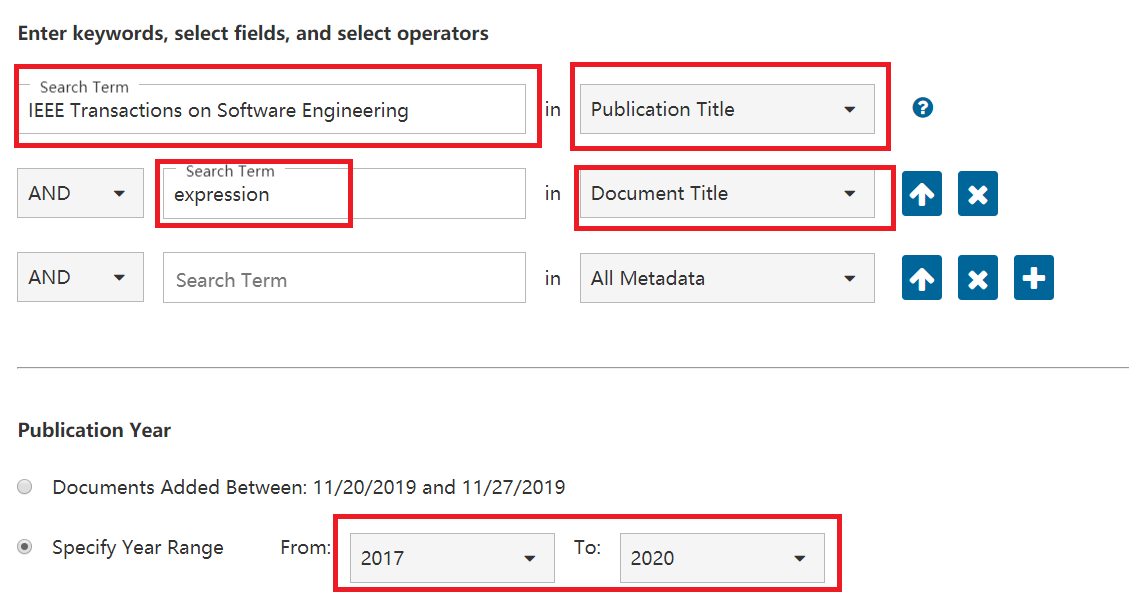 Enter keywords, select fields, and select operators
Search Term
IEEE Transactions on Software Engineering in Publication Title ?
Search Term
AND expression in Document Title
AND Search Term in All Metadata
Publication Year
Documents Added Between: 11/20/2019 and 11/27/2019
Specify Year Range From: 2017 To: 2020